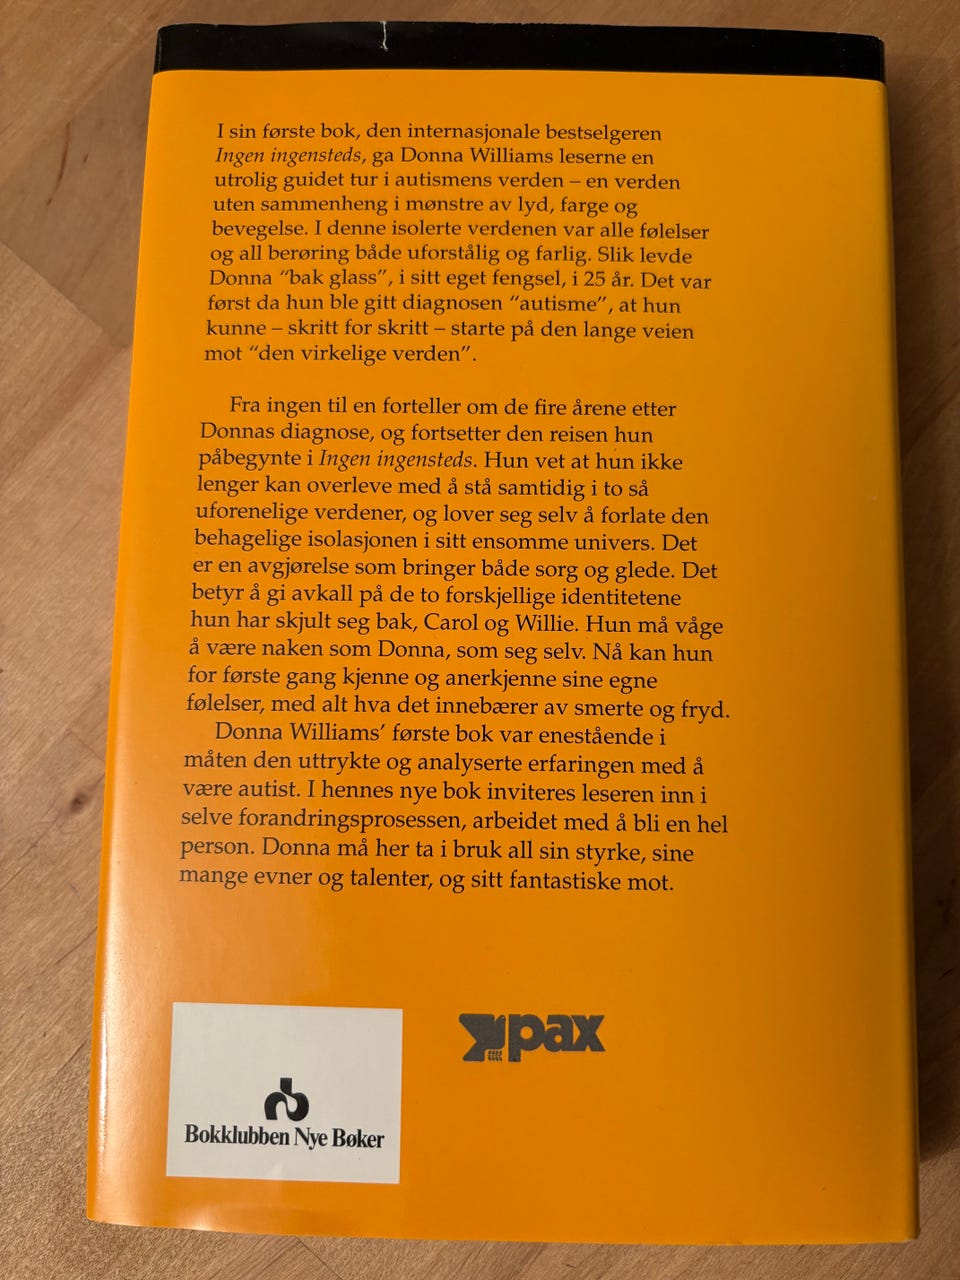 I sin første bok, den internasjonale bestselgeren
Ingen ingensteds, ga Donna Williams leserne en
utrolig guidet tur i autismens verden – en verden
uten sammenheng i mønstre av lyd, farge og
bevegelse. I denne isolerte verdenen var alle følelser
og all berøring både uforståelig og farlig. Slik levde
Donna “bak glass”, i sitt eget fengsel, i 25 år. Det var
først da hun ble gitt diagnosen “autisme”, at hun
kunne – skritt for skritt – starte på den lange veien
mot “den virkelige verden”.
Fra ingen til en forteller om de fire årene etter
Donnas diagnose, og fortsetter den reisen hun
påbegynte i Ingen ingensteds. Hun vet at hun ikke
lenger kan overleve med å stå samtidig i to så
uforenelige verdener, og lover seg selv å forlate den
behagelige isolasjonen i sitt ensomme univers. Det
er en avgjørelse som bringer både sorg og glede. Det
betyr å gi avkall på de to forskjellige identitetene
hun har skjult seg bak, Carol og Willie. Hun må våge
å være naken som Donna, som seg selv. Nå kan hun
for første gang kjenne og anerkjenne sine egne
følelser, med alt hva det innebærer av smerte og fryd.
Donna Williams’ første bok var enestående i
måten den uttrykte og analyserte erfaringen med å
være autist. I hennes nye bok inviteres leseren inn i
selve forandringsprosessen, arbeidet med å bli en hel
person. Donna må her ta i bruk all sin styrke, sine
mange evner og talenter, og sitt fantastiske mot.
pax
Bokklubben Nye Bøker